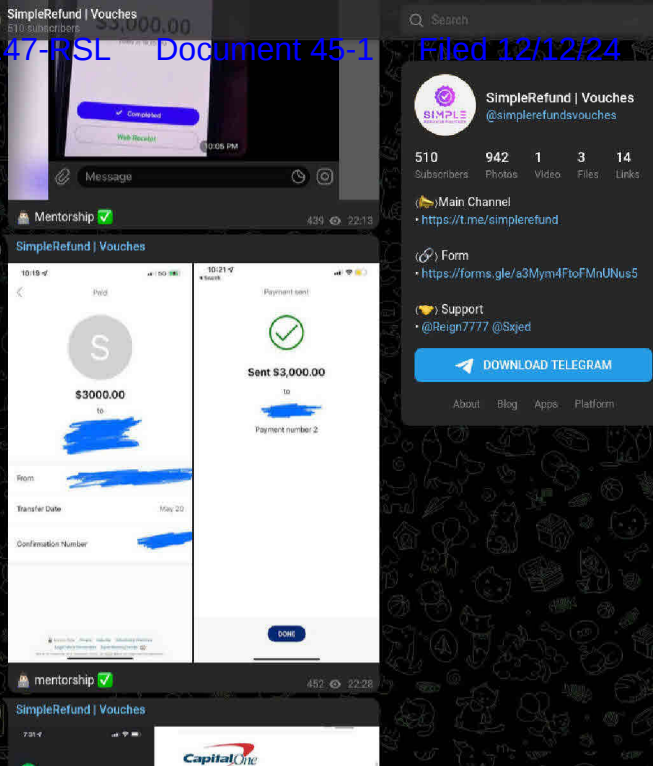 SimpleRefund | Vouches
510 subscribers
$3,000.00
47-RSL Document 45-1 Filed 12/12/24
Completed
Web Receipt
10:05 PM
Message
Mentorship ✅
439 22:13
SimpleRefund | Vouches
10:19
5G
Paid
S
$3000.00
to
From
Transfer Date May 20
Confirmation Number
10:21
Search
Payment sent
Sent $3,000.00
to
Payment number 2
DONE
mentorship ✅
452 22:28
SimpleRefund | Vouches
7:31
Capital One
Search
SIMPLE
SimpleRefund | Vouches
@simplerefundsvouches
510 942 1 3 14
Subscribers Photos Video Files Links
(📣)Main Channel
• https://t.me/simplerefund
(🔗) Form
• https://forms.gle/a3Mym4FtoFMnUNus5
(🤝) Support
• @Reign7777 @Sxjed
DOWNLOAD TELEGRAM
About Blog Apps Platform